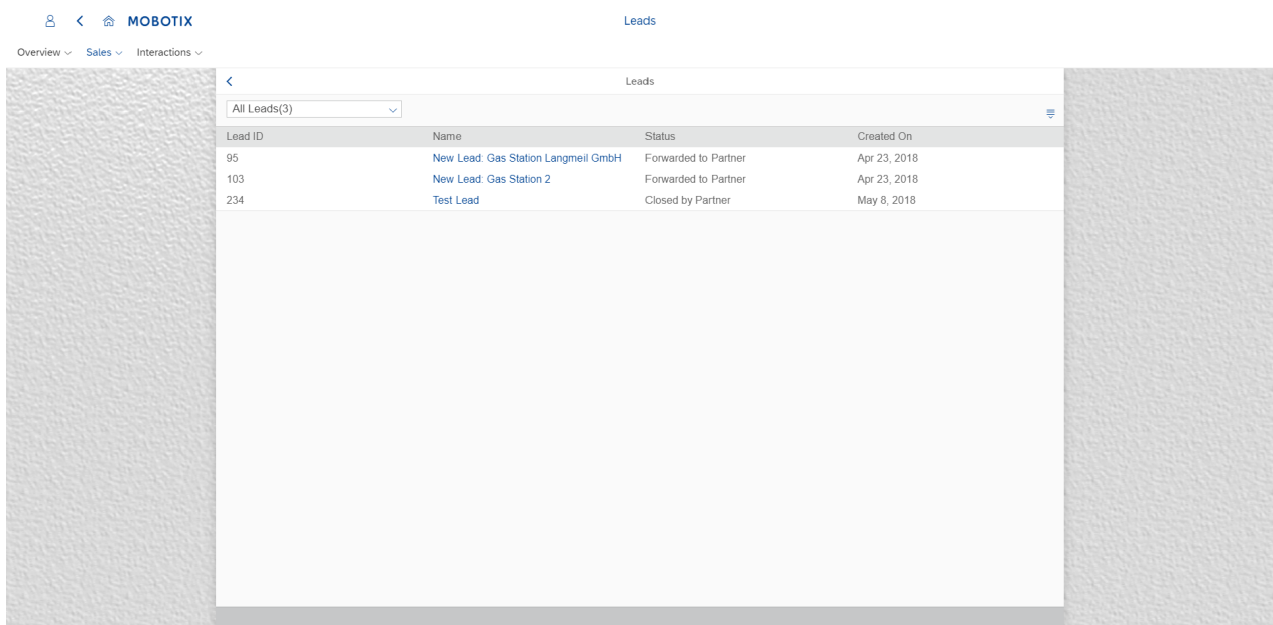 MOBOTIX Leads
Overview Sales Interactions
Leads
All Leads(3)
Lead ID Name Status Created On
95 New Lead: Gas Station Langmeil GmbH Forwarded to Partner Apr 23, 2018
103 New Lead: Gas Station 2 Forwarded to Partner Apr 23, 2018
234 Test Lead Closed by Partner May 8, 2018